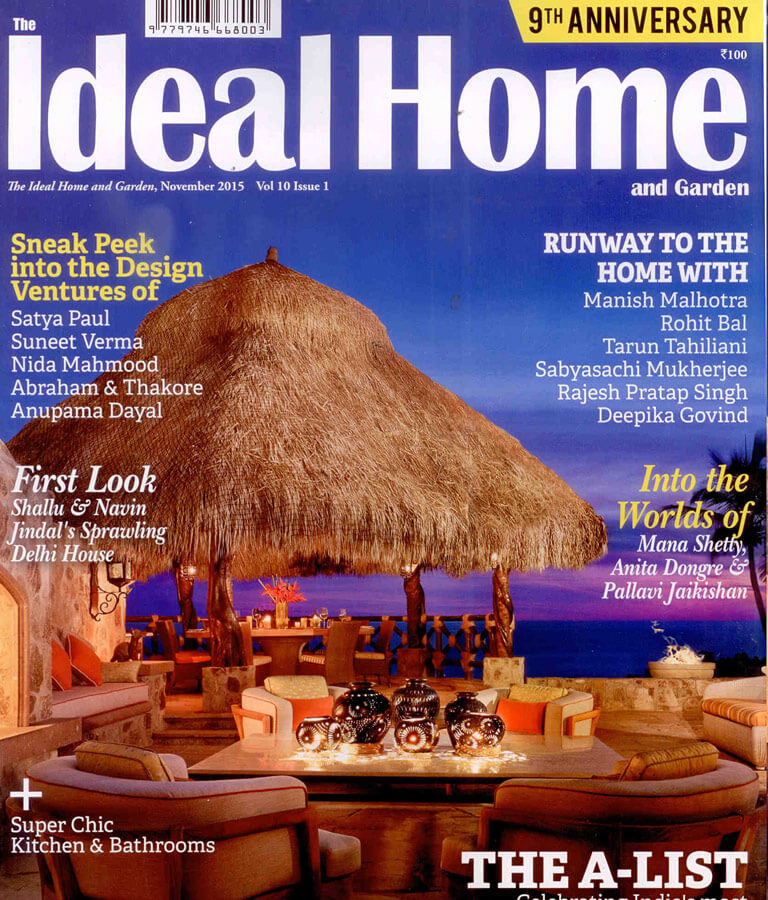 9779746668003
9TH ANNIVERSARY
₹100
The
Ideal Home
and Garden
The Ideal Home and Garden, November 2015 Vol 10 Issue 1
Sneak Peek
into the Design
Ventures of
Satya Paul
Suneet Verma
Nida Mahmood
Abraham & Thakore
Anupama Dayal
First Look
Shallu & Navin
Jindal's Sprawling
Delhi House
RUNWAY TO THE
HOME WITH
Manish Malhotra
Rohit Bal
Tarun Tahiliani
Sabyasachi Mukherjee
Rajesh Pratap Singh
Deepika Govind
Into the
Worlds of
Mana Shetty,
Anita Dongre &
Pallavi Jaikishan
+
Super Chic
Kitchen & Bathrooms
THE A-LIST
Celebrating India's most